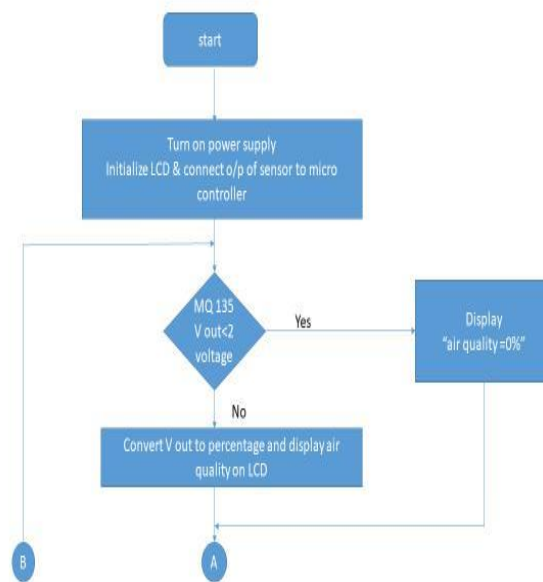 start
Turn on power supply
Initialize LCD & connect o/p of sensor to micro
controller
MQ 135
V out<2
voltage
Yes
Display
“air quality =0%”
No
Convert V out to percentage and display air
quality on LCD
B
A